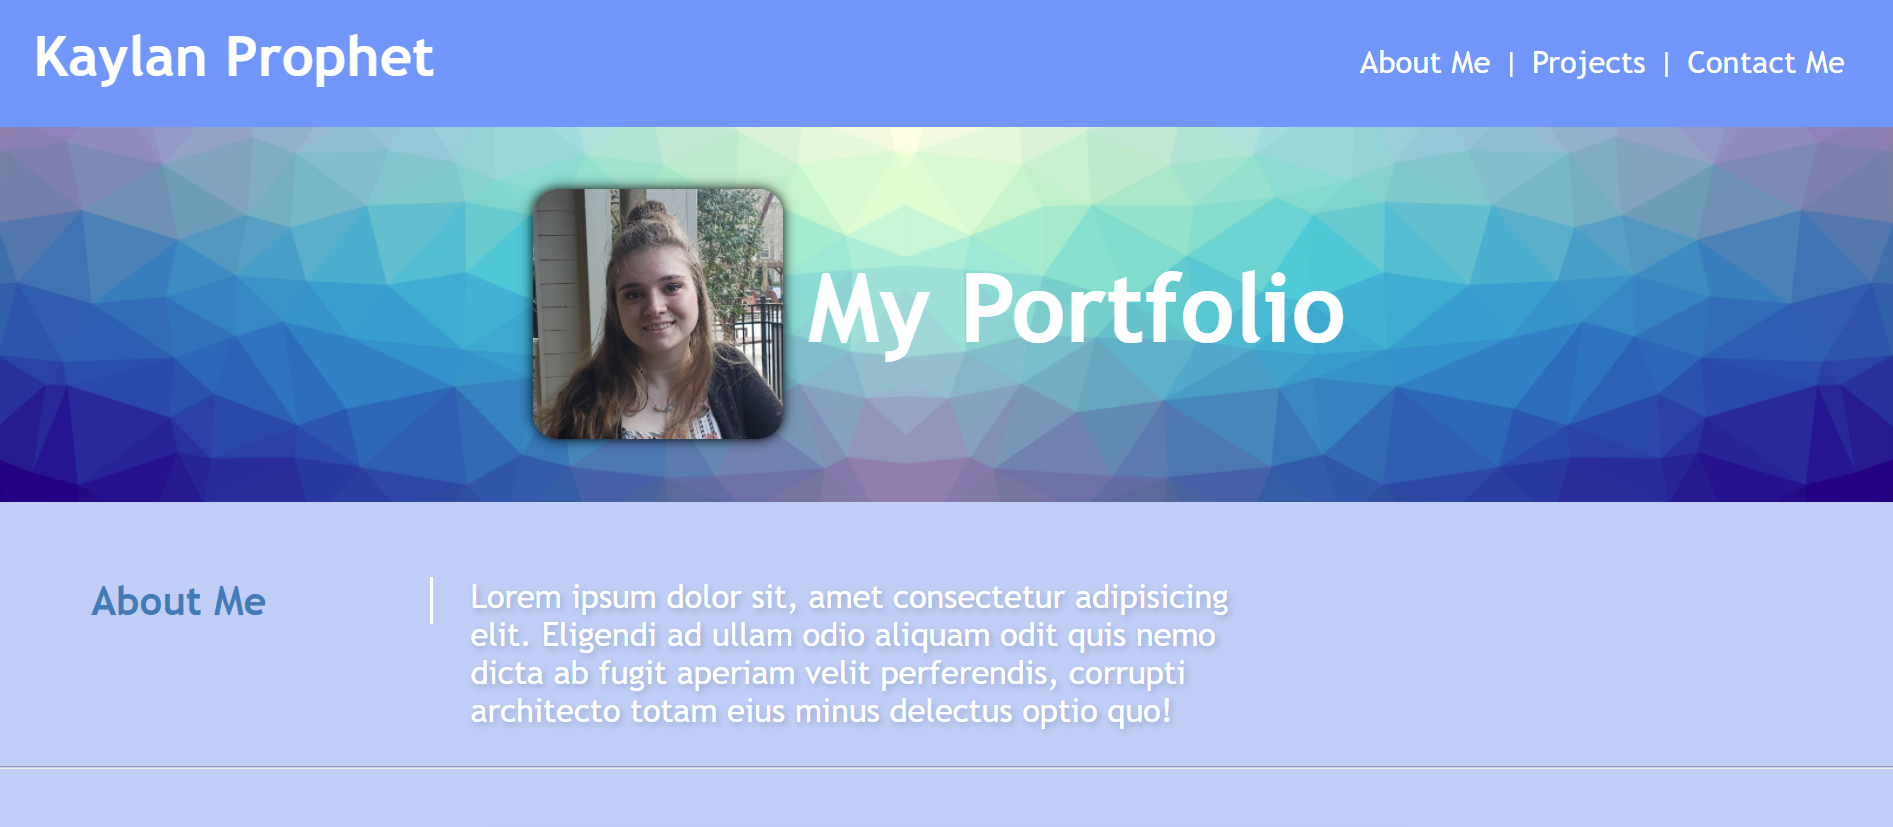 Kaylan Prophet
About Me | Projects | Contact Me
My Portfolio
About Me
Lorem ipsum dolor sit, amet consectetur adipisicing
elit. Eligendi ad ullam odio aliquam odit quis nemo
dicta ab fugit aperiam velit perferendis, corrupti
architecto totam eius minus delectus optio quo!